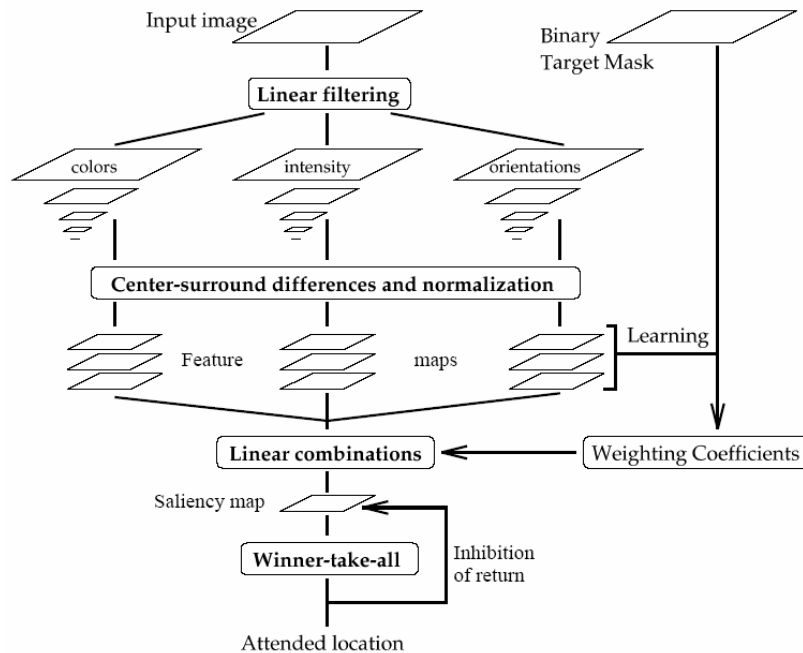 Input image
Binary
Target Mask
Linear filtering
colors
intensity
orientations
Center-surround differences and normalization
Feature
maps
Learning
Linear combinations
Weighting Coefficients
Saliency map
Winner-take-all
Inhibition
of return
Attended location